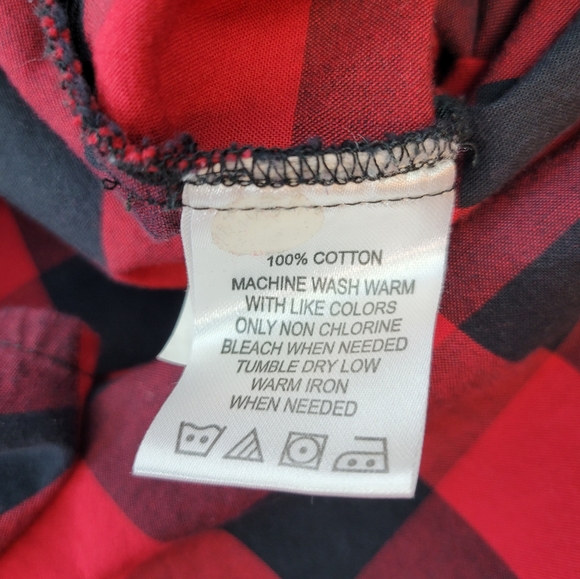 100% COTTON
MACHINE WASH WARM
WITH LIKE COLORS
ONLY NON CHLORINE
BLEACH WHEN NEEDED
TUMBLE DRY LOW
WARM IRON
WHEN NEEDED